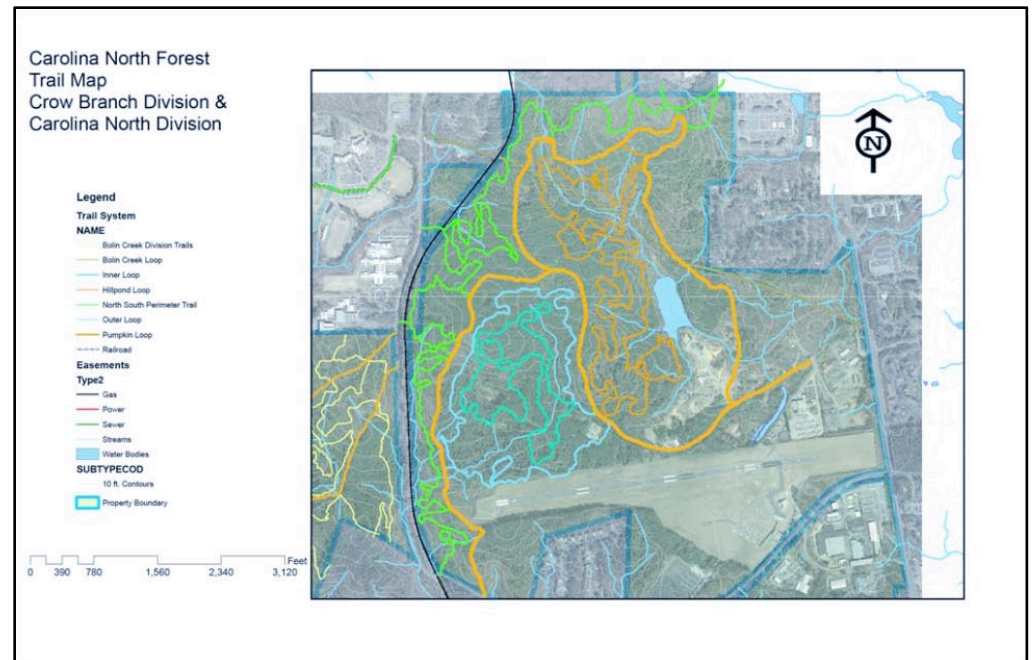 Carolina North Forest
Trail Map
Crow Branch Division &
Carolina North Division
N
Legend
Trail System
NAME
Bolin Creek Division Trails
Bolin Creek Loop
Inner Loop
Hillpond Loop
North South Perimeter Trail
Outer Loop
Pumpkin Loop
Railroad
Easements
Type2
Gas
Power
Sewer
Streams
Water Bodies
SUBTYPECOD
10 ft. Contours
Property Boundary
Feet
0 390 780 1,560 2,340 3,120